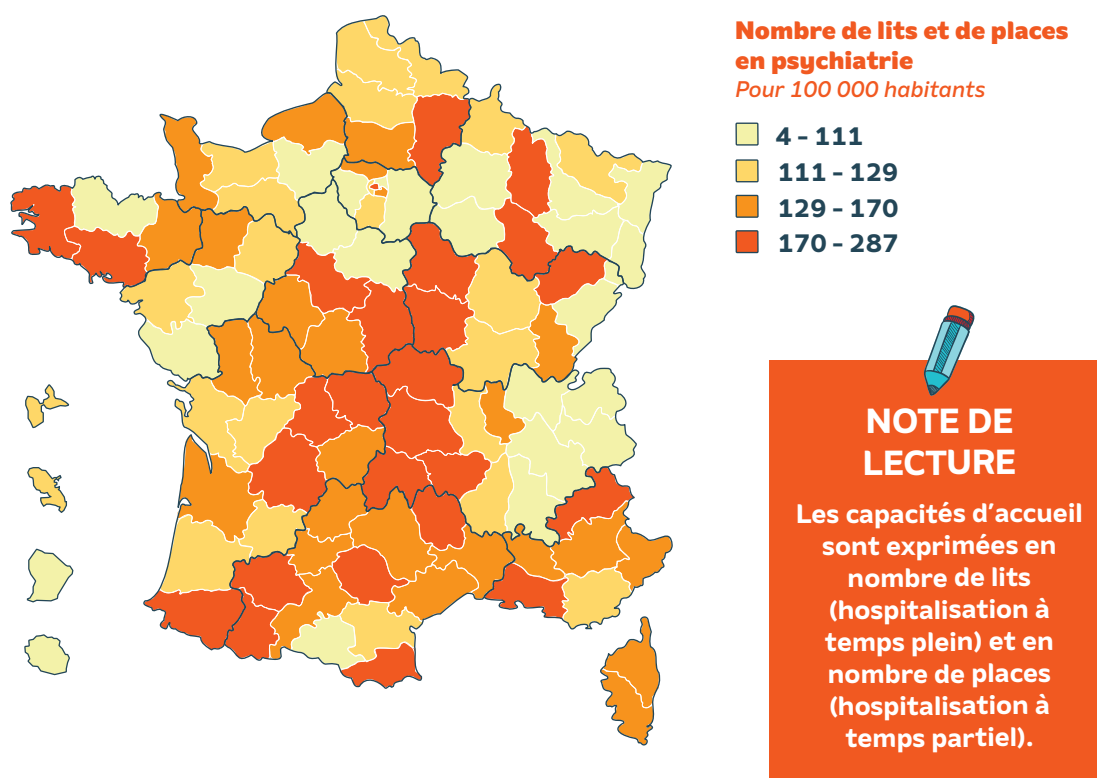 Nombre de lits et de places
en psychiatrie
Pour 100 000 habitants
4 - 111
111 - 129
129 - 170
170 - 287
NOTE DE
LECTURE
Les capacités d’accueil
sont exprimées en
nombre de lits
(hospitalisation à
temps plein) et en
nombre de places
(hospitalisation à
temps partiel).